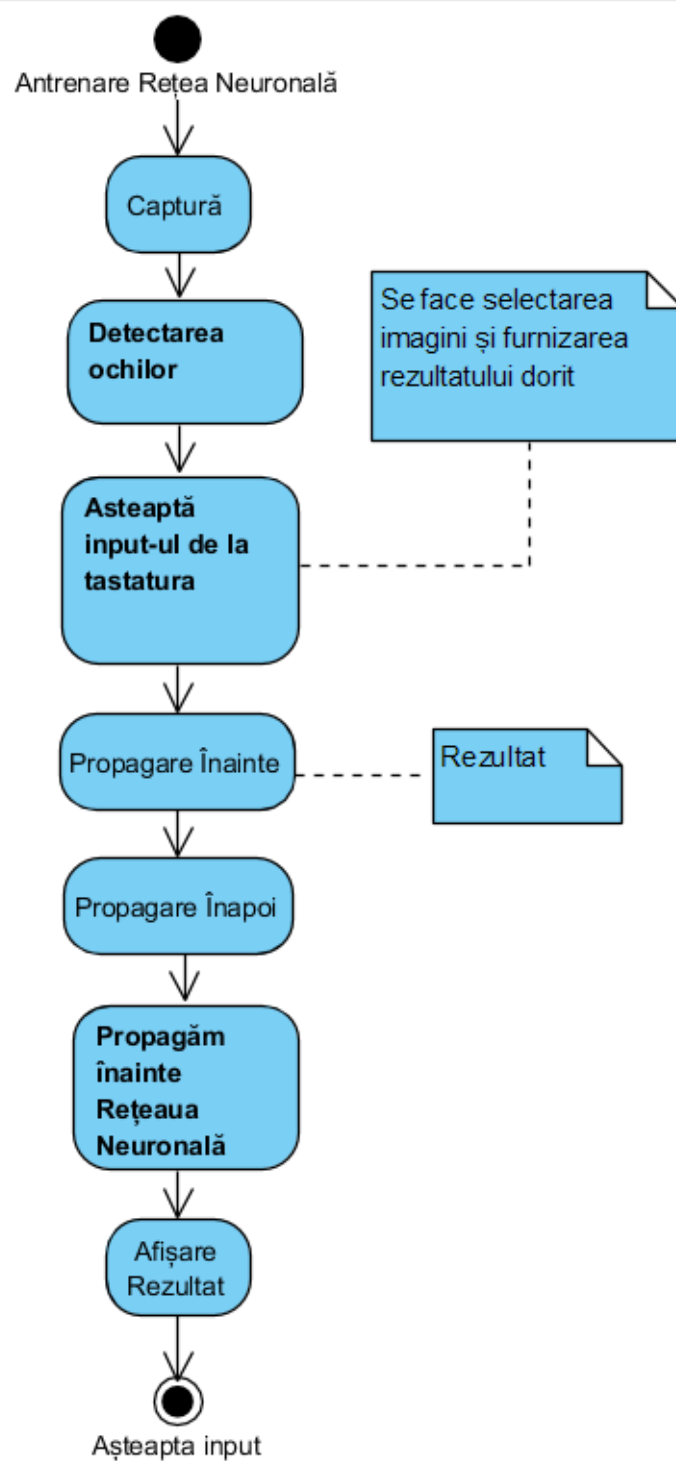 Antrenare Rețea Neuronală
Captură
Detectarea
ochilor
Se face selectarea
imagini și furnizarea
rezultatului dorit
Asteaptă
input-ul de la
tastatura
Propagare Înainte
Rezultat
Propagare Înapoi
Propagăm
înainte
Rețeaua
Neuronală
Afișare
Rezultat
Așteapta input